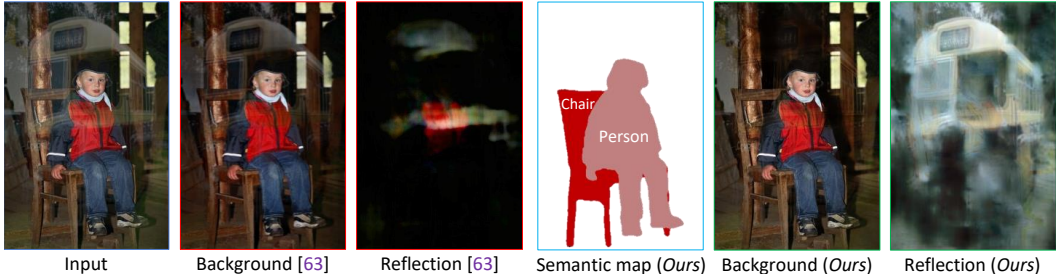 Chair
Person
Input
Background [63]
Reflection [63]
Semantic map (Ours)
Background (Ours)
Reflection (Ours)